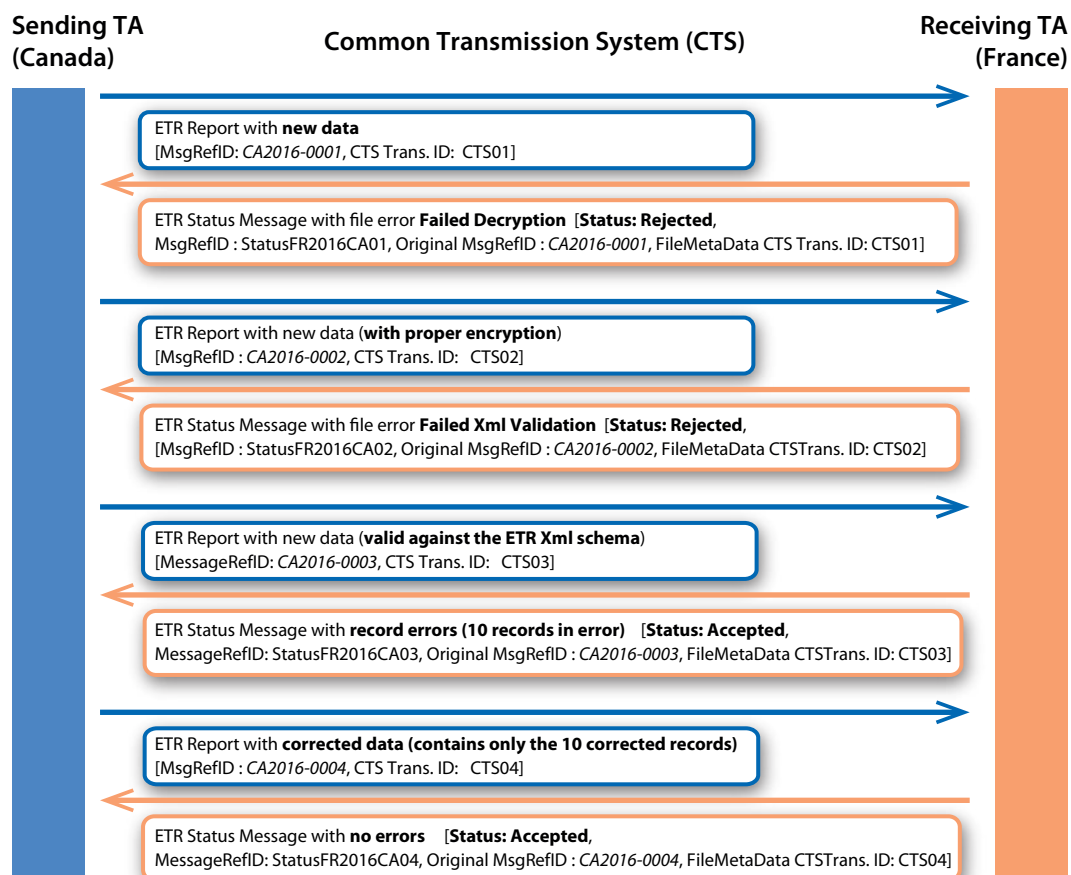 Sending TA
(Canada)
Common Transmission System (CTS)
Receiving TA
(France)
ETR Report with new data
[MsgRefID: CA2016-0001, CTS Trans. ID: CTS01]
ETR Status Message with file error Failed Decryption [Status: Rejected,
MsgRefID : StatusFR2016CA01, Original MsgRefID : CA2016-0001, FileMetaData CTS Trans. ID: CTS01]
ETR Report with new data (with proper encryption)
[MsgRefID : CA2016-0002, CTS Trans. ID: CTS02]
ETR Status Message with file error Failed Xml Validation [Status: Rejected,
[MsgRefID : StatusFR2016CA02, Original MsgRefID : CA2016-0002, FileMetaData CTSTrans. ID: CTS02]
ETR Report with new data (valid against the ETR Xml schema)
[MessageRefID: CA2016-0003, CTS Trans. ID: CTS03]
ETR Status Message with record errors (10 records in error) [Status: Accepted,
MessageRefID: StatusFR2016CA03, Original MsgRefID : CA2016-0003, FileMetaData CTSTrans. ID: CTS03]
ETR Report with corrected data (contains only the 10 corrected records)
[MsgRefID : CA2016-0004, CTS Trans. ID: CTS04]
ETR Status Message with no errors [Status: Accepted,
MessageRefID: StatusFR2016CA04, Original MsgRefID : CA2016-0004, FileMetaData CTSTrans. ID: CTS04]